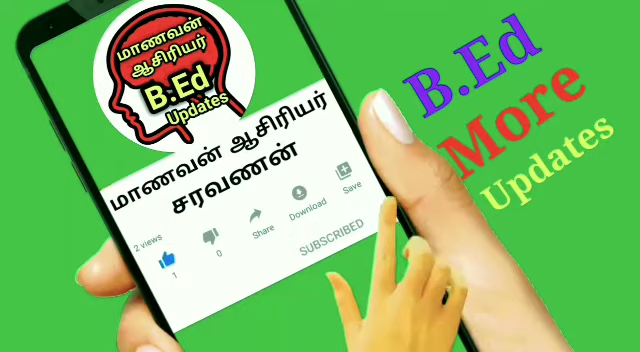 மாணவன்
ஆசிரியர்
B.Ed
Updates
மாணவன் ஆசிரியர்
சரவணன்
2 views
1
0
Share
Download
Save
SUBSCRIBED
B.Ed
More
Updates